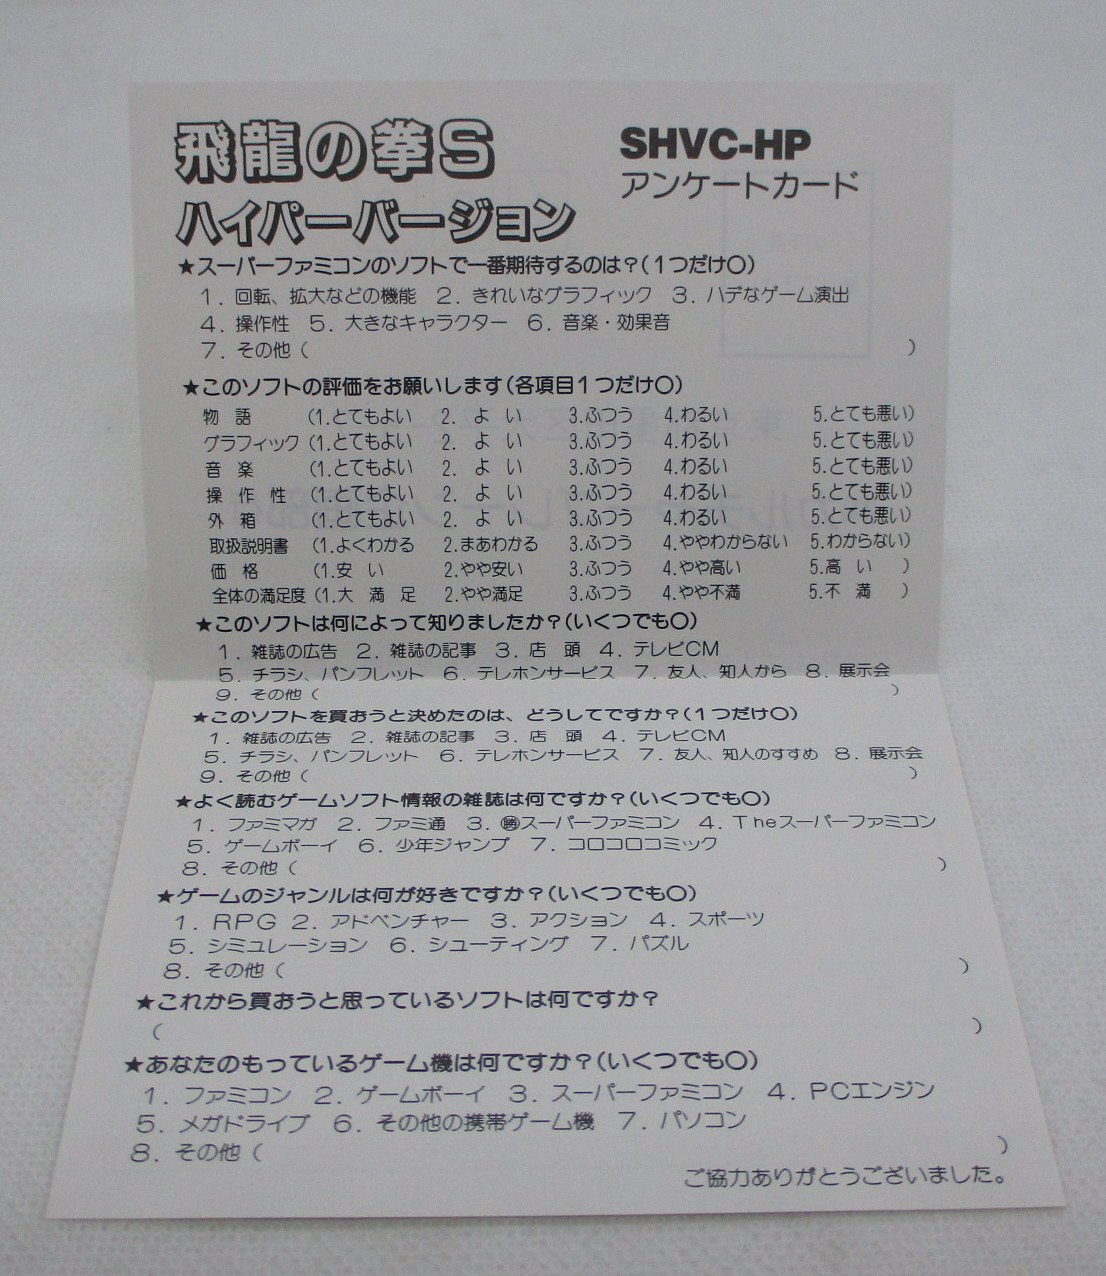 飛龍の拳S
ハイパーバージョン
SHVC-HP
アンケートカード
★スーパーファミコンのソフトで一番期待するのは?(1つだけ〇)
1. 回転、拡大などの機能 2. きれいなグラフィック 3. ハデなゲーム演出
4. 操作性 5. 大きなキャラクター 6. 音楽・効果音
7. その他 ( )
★このソフトの評価をお願いします(各項目1つだけ〇)
物 語 (1.とてもよい 2. よ い 3.ふつう 4.わるい 5.とても悪い)
グラフィック (1.とてもよい 2. よ い 3.ふつう 4.わるい 5.とても悪い)
音 楽 (1.とてもよい 2. よ い 3.ふつう 4.わるい 5.とても悪い)
操 作 性 (1.とてもよい 2. よ い 3.ふつう 4.わるい 5.とても悪い)
外 箱 (1.とてもよい 2. よ い 3.ふつう 4.わるい 5.とても悪い)
取扱説明書 (1.よくわかる 2.まあわかる 3.ふつう 4.ややわからない 5.わからない)
価 格 (1.安 い 2.やや安い 3.ふつう 4.やや高い 5.高 い )
全体の満足度 (1.大 満 足 2.やや満足 3.ふつう 4.やや不満 5.不 満 )
★このソフトは何によって知りましたか?(いくつでも〇)
1. 雑誌の広告 2. 雑誌の記事 3. 店 頭 4. テレビCM
5. チラシ、パンフレット 6. テレホンサービス 7. 友人、知人から 8. 展示会
9. その他 ( )
★このソフトを買おうと決めたのは、どうしてですか?(1つだけ〇)
1. 雑誌の広告 2. 雑誌の記事 3. 店 頭 4. テレビCM
5. チラシ、パンフレット 6. テレホンサービス 7. 友人、知人のすすめ 8. 展示会
9. その他 ( )
★よく読むゲームソフト情報の雑誌は何ですか?(いくつでも〇)
1. ファミマガ 2. ファミ通 3. ㊝スーパーファミコン 4. Theスーパーファミコン
5. ゲームボーイ 6. 少年ジャンプ 7. コロコロコミック
8. その他 ( )
★ゲームのジャンルは何が好きですか?(いくつでも〇)
1. RPG 2. アドベンチャー 3. アクション 4. スポーツ
5. シミュレーション 6. シューティング 7. パズル
8. その他 ( )
★これから買おうと思っているソフトは何ですか?
( )
★あなたのもっているゲーム機は何ですか?(いくつでも〇)
1. ファミコン 2. ゲームボーイ 3. スーパーファミコン 4. PCエンジン
5. メガドライブ 6. その他の携帯ゲーム機 7. パソコン
8. その他 ( )
ご協力ありがとうございました。